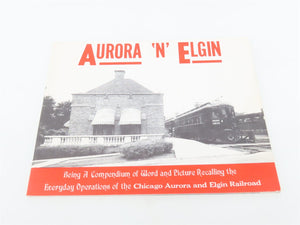 AURORA 'N' ELGIN
Being A Compendium of Word and Picture Recalling the
Everyday Operations of the Chicago Aurora and Elgin Railroad